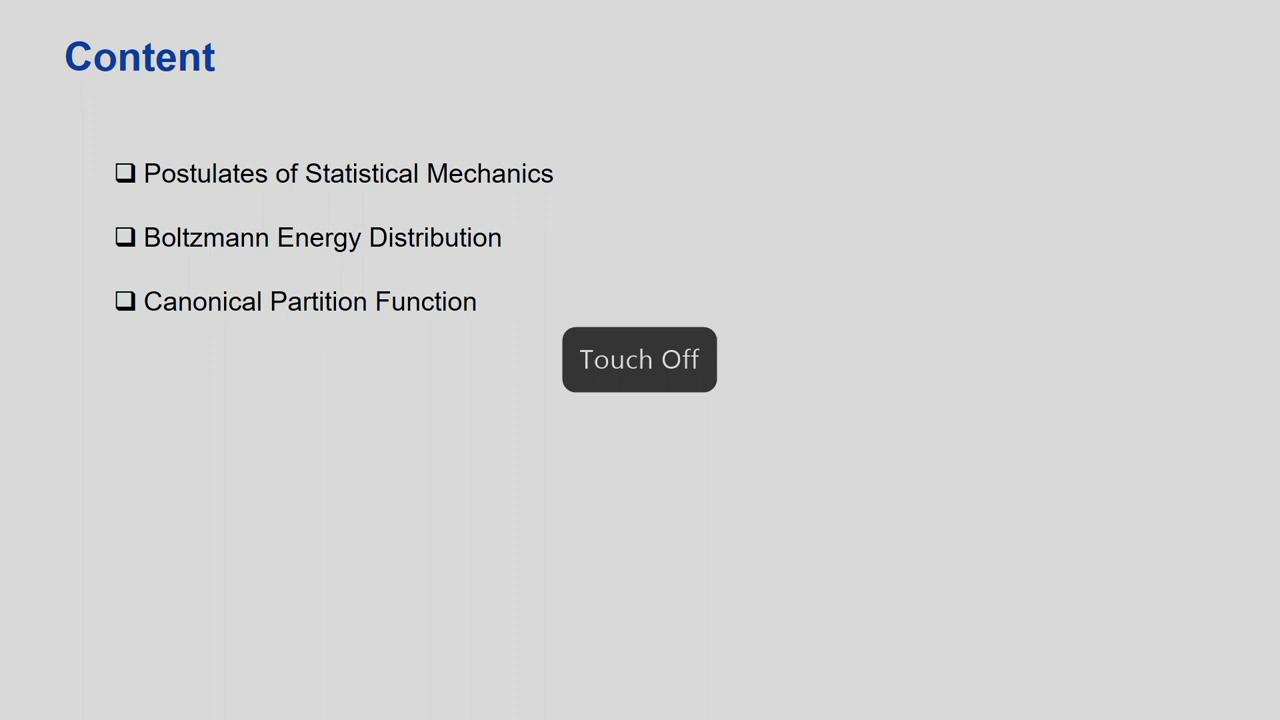 Content
❑ Postulates of Statistical Mechanics
❑ Boltzmann Energy Distribution
❑ Canonical Partition Function
Touch Off